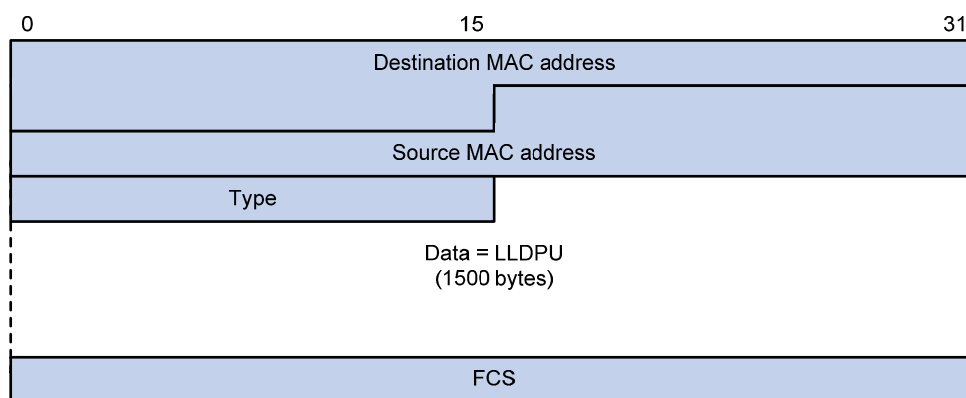 0 15 31
Destination MAC address
Source MAC address
Type
Data = LLDPU
(1500 bytes)
FCS